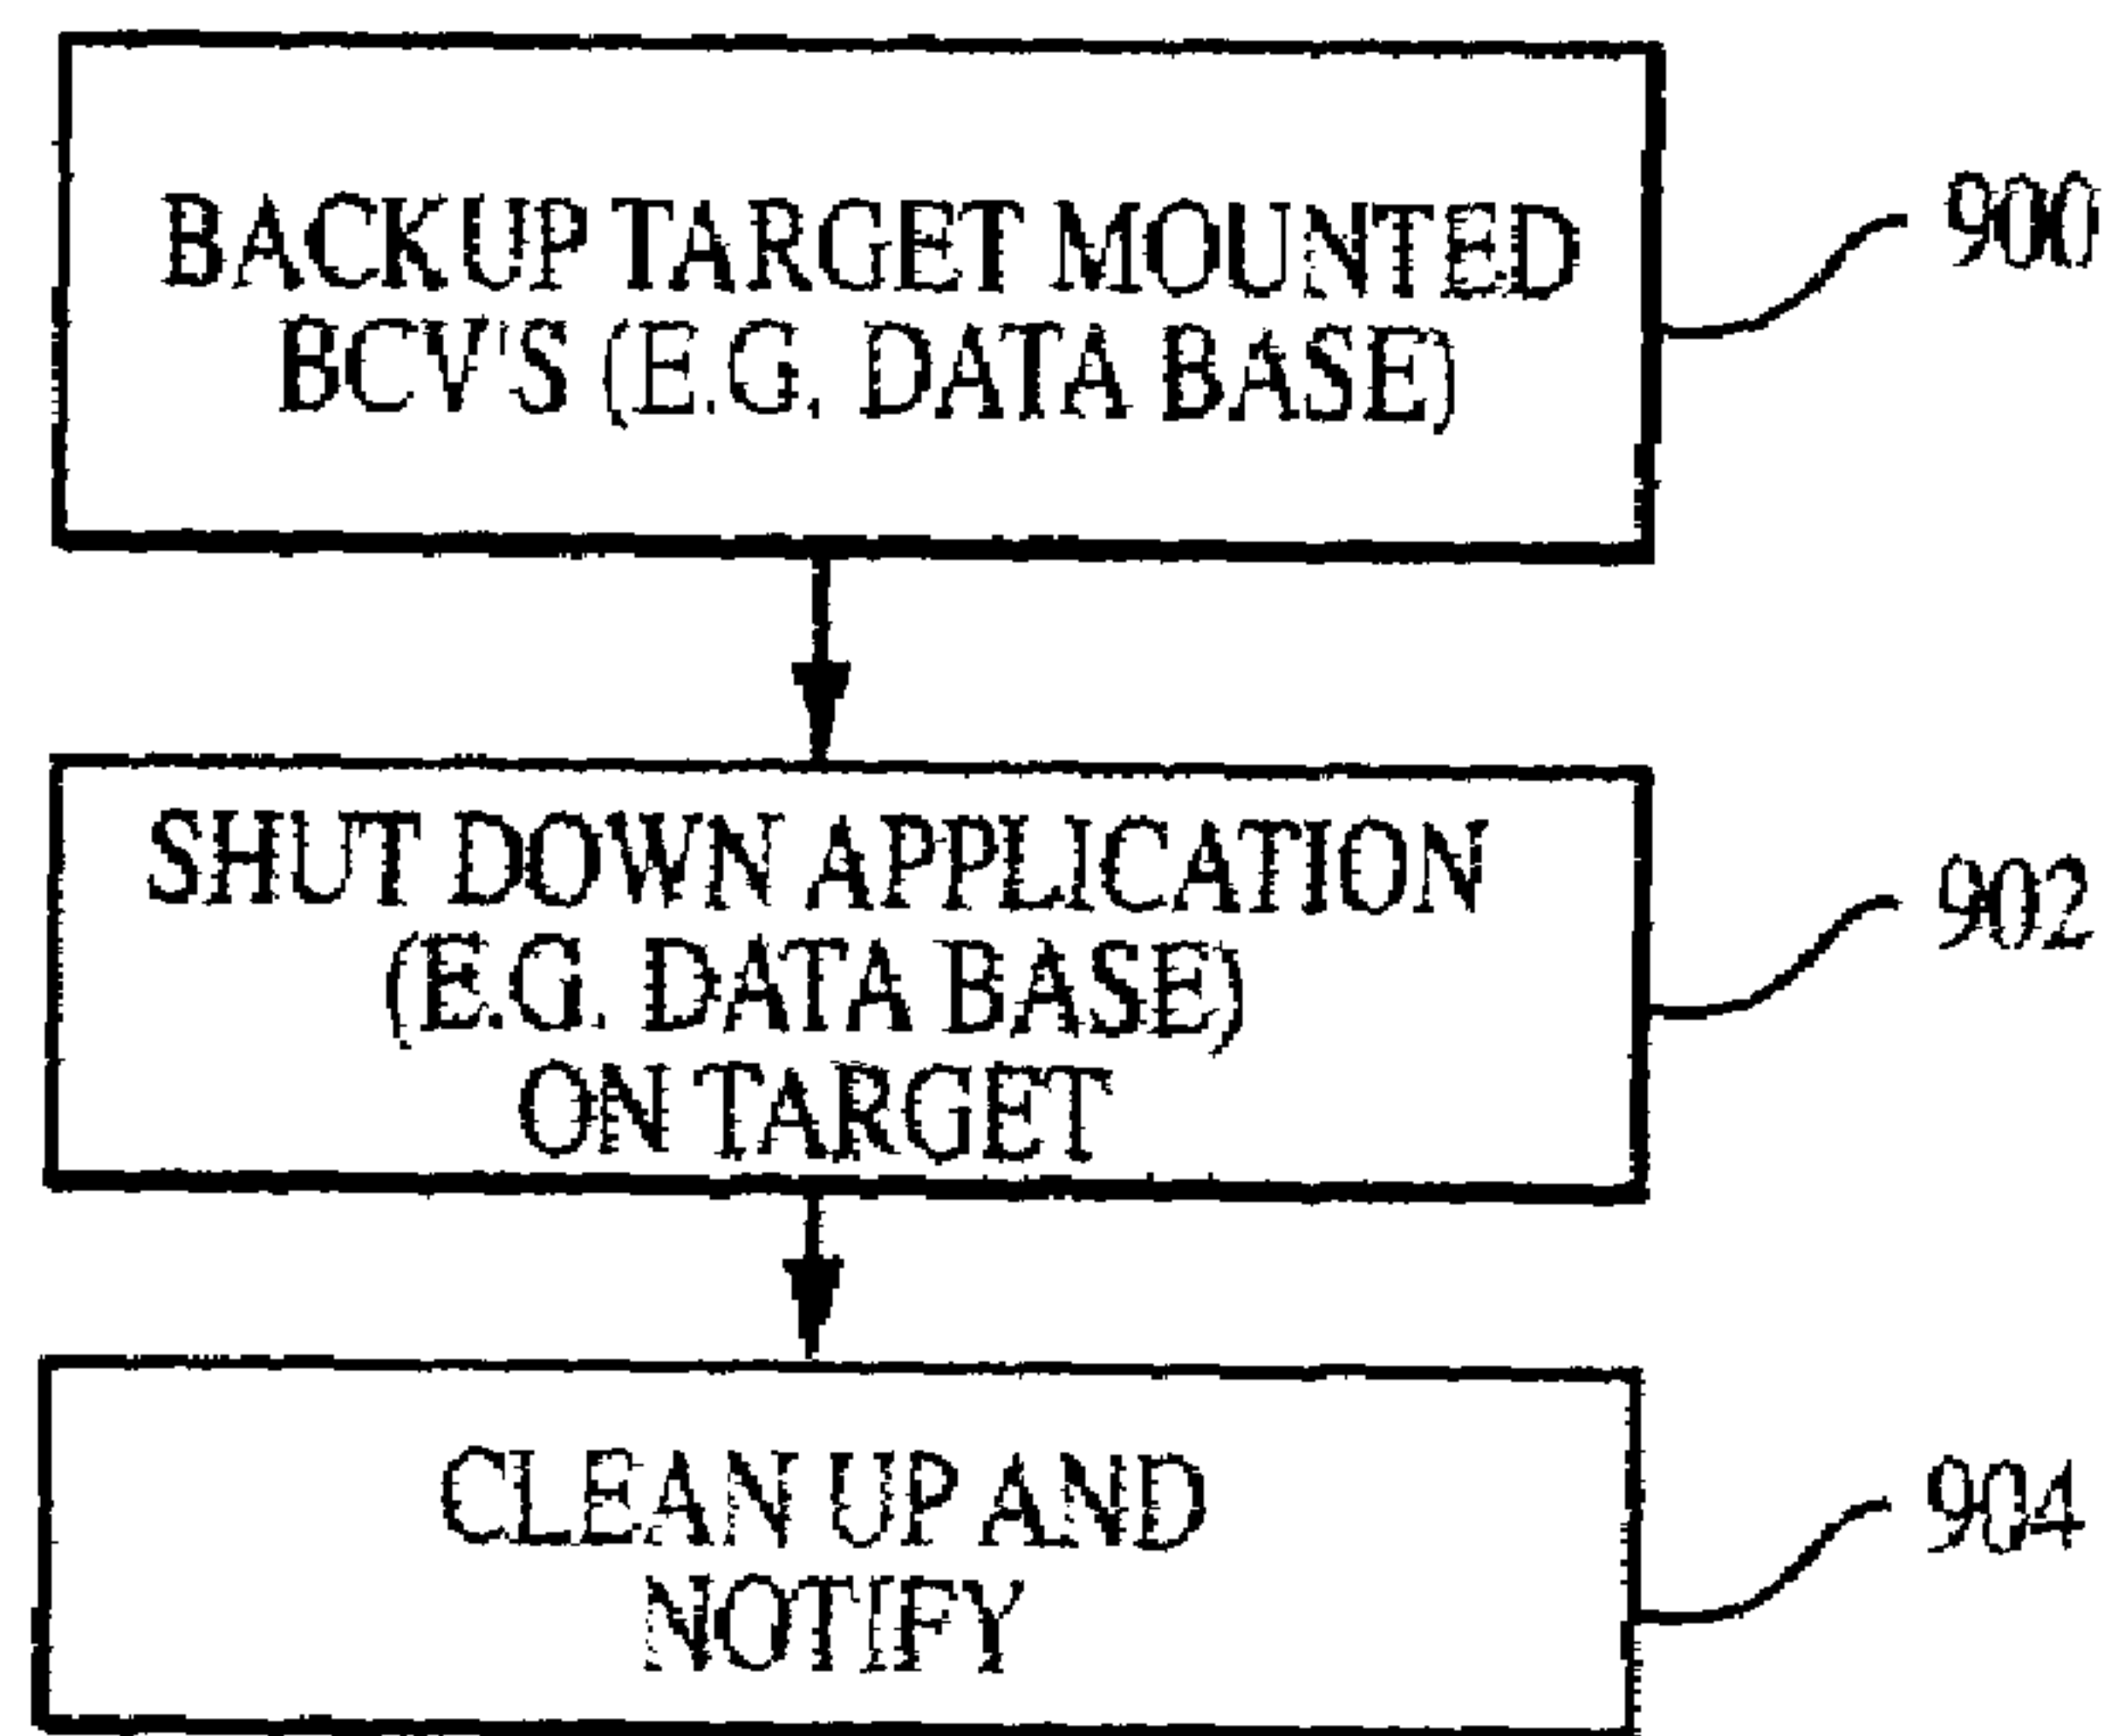 BACKUP TARGET MOUNTED
BCV'S (E.G. DATA BASE)
900
SHUT DOWN APPLICATION
(E.G. DATA BASE)
ON TARGET
902
CLEAN UP AND
NOTIFY
904